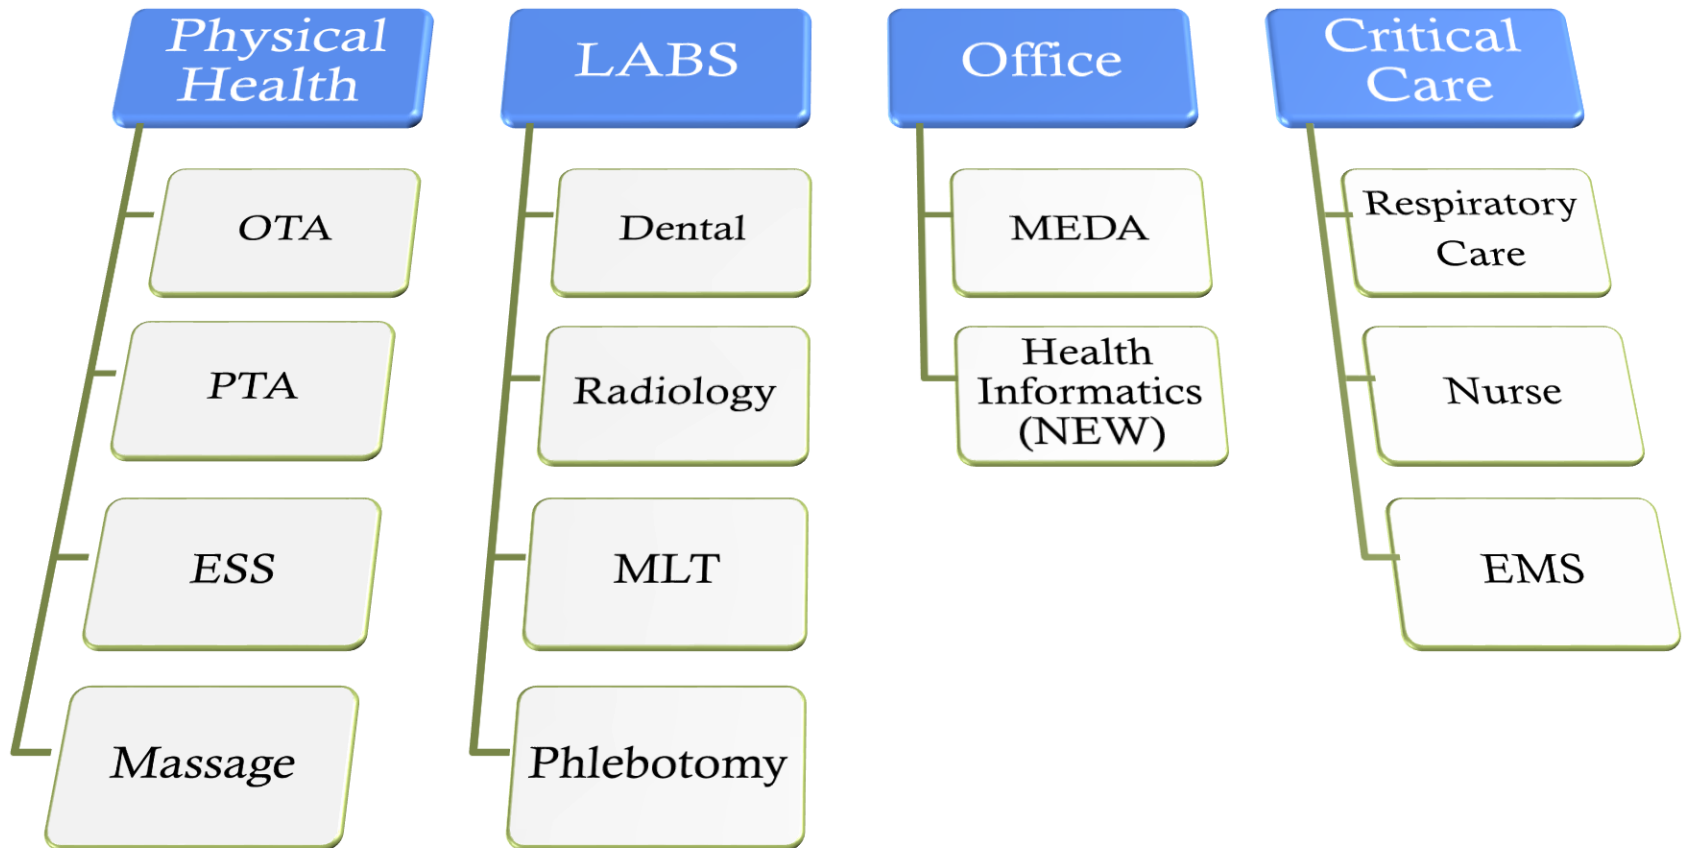 Physical
Health
OTA
PTA
ESS
Massage
LABS
Dental
Radiology
MLT
Phlebotomy
Office
MEDA
Health
Informatics
(NEW)
Critical
Care
Respiratory
Care
Nurse
EMS